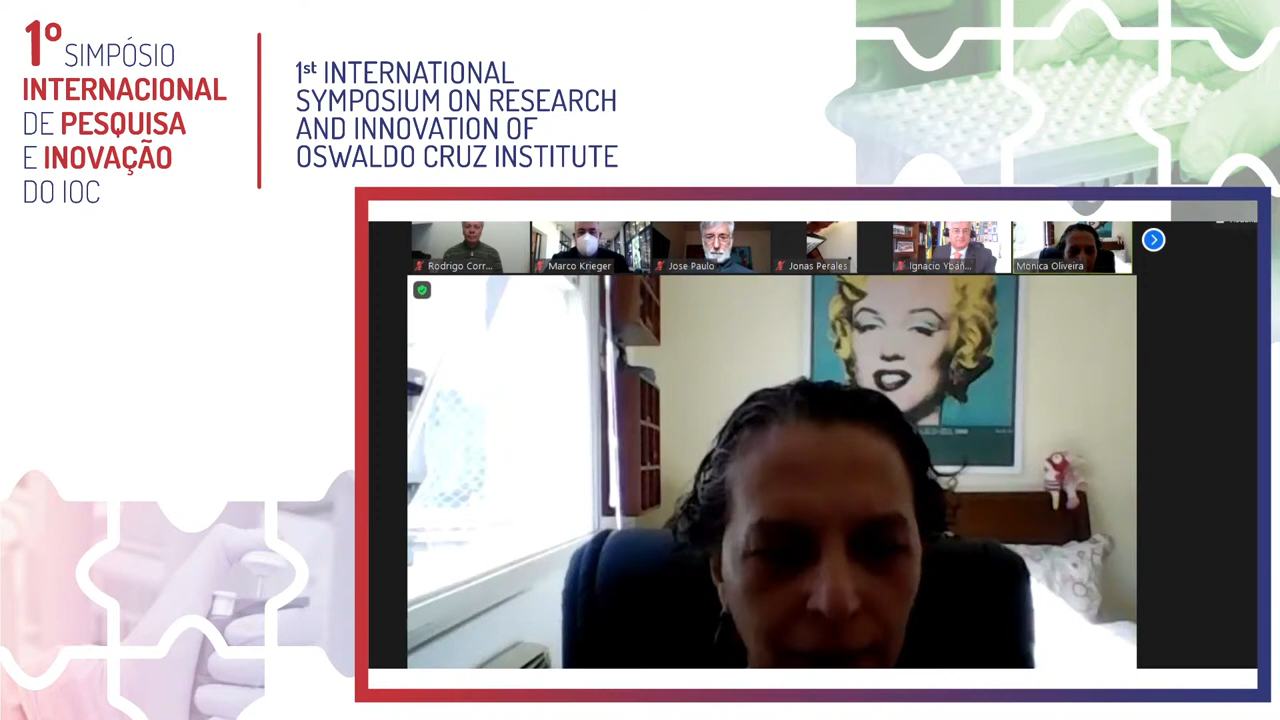 1º SIMPÓSIO
INTERNACIONAL
DE PESQUISA
E INOVAÇÃO
DO IOC
1st INTERNATIONAL
SYMPOSIUM ON RESEARCH
AND INNOVATION OF
OSWALDO CRUZ INSTITUTE
Rodrigo Corr...
Marco Krieger
Jose Paulo
Jonas Perales
Ignacio Ybáñ...
Monica Oliveira